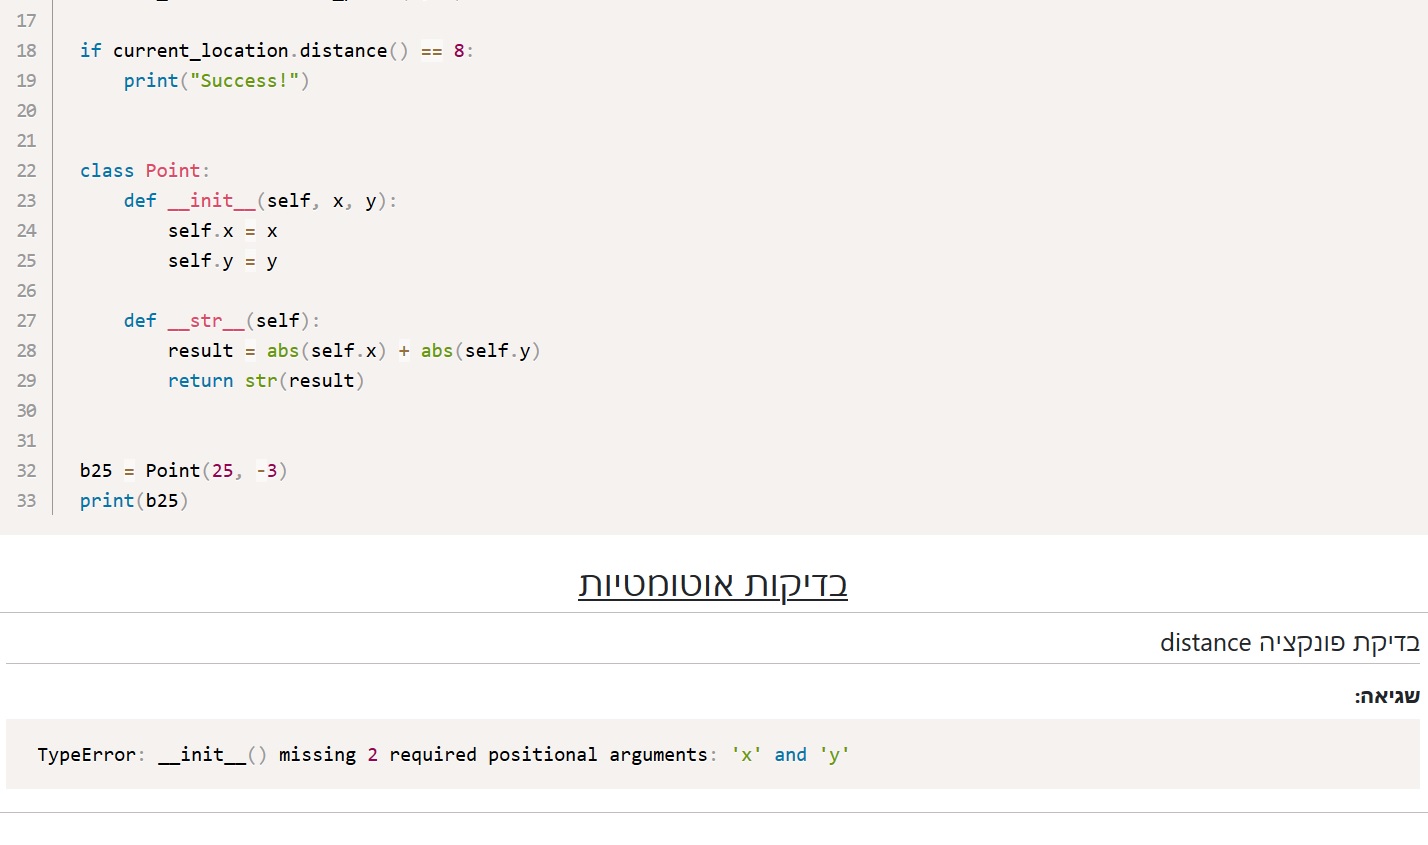 17
18 if current_location.distance() == 8:
19     print("Success!")
20
21
22 class Point:
23     def __init__(self, x, y):
24         self.x = x
25         self.y = y
26
27     def __str__(self):
28         result = abs(self.x) + abs(self.y)
29         return str(result)
30
31
32 b25 = Point(25, -3)
33 print(b25)
בדיקות אוטומטיות
בדיקת פונקציה distance
שגיאה:
TypeError: __init__() missing 2 required positional arguments: 'x' and 'y'